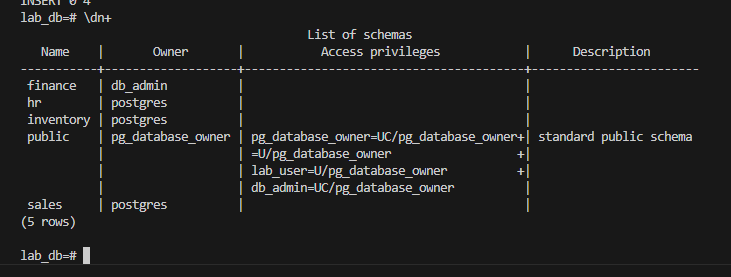 INSERT 0 4
lab_db=# \dn+
                                       List of schemas
   Name    |       Owner       |           Access privileges            |      Description
-----------+-------------------+----------------------------------------+------------------------
 finance   | db_admin          |                                        |
 hr        | postgres          |                                        |
 inventory | postgres          |                                        |
 public    | pg_database_owner | pg_database_owner=UC/pg_database_owner+| standard public schema
           |                   | =U/pg_database_owner                  +|
           |                   | lab_user=U/pg_database_owner          +|
           |                   | db_admin=UC/pg_database_owner          |
 sales     | postgres          |                                        |
(5 rows)
lab_db=#